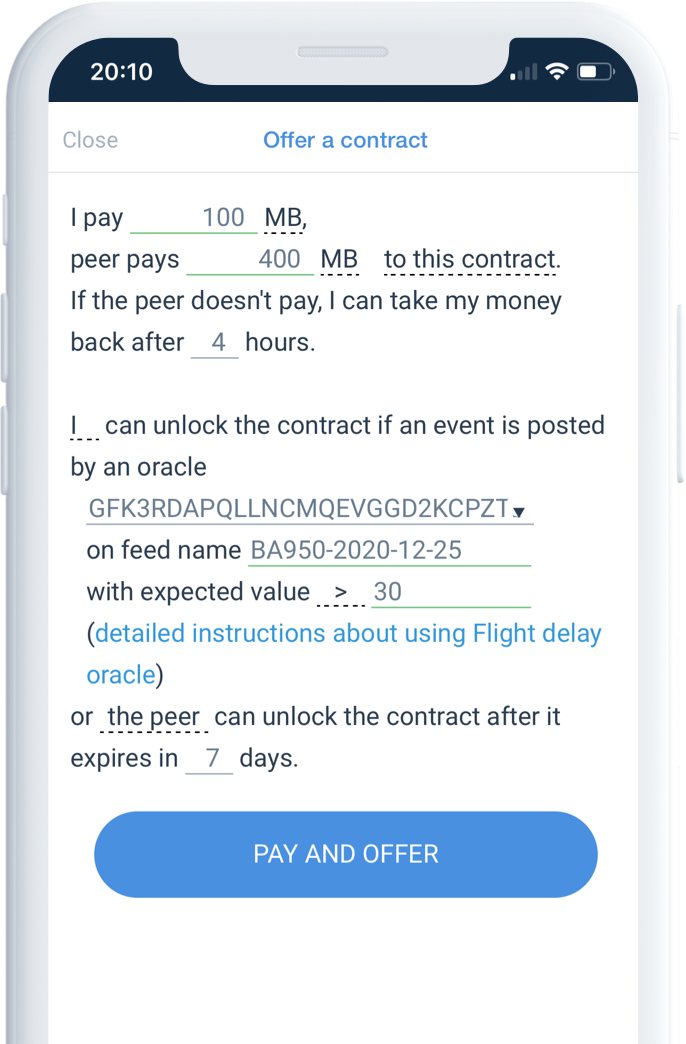 20:10
Close Offer a contract
I pay 100 MB,
peer pays 400 MB to this contract.
If the peer doesn't pay, I can take my money
back after 4 hours.
I can unlock the contract if an event is posted
by an oracle
GFK3RDAPQLLNCMQEVGGD2KCPZT
on feed name BA950-2020-12-25
with expected value > 30
(detailed instructions about using Flight delay
oracle)
or the peer can unlock the contract after it
expires in 7 days.
PAY AND OFFER